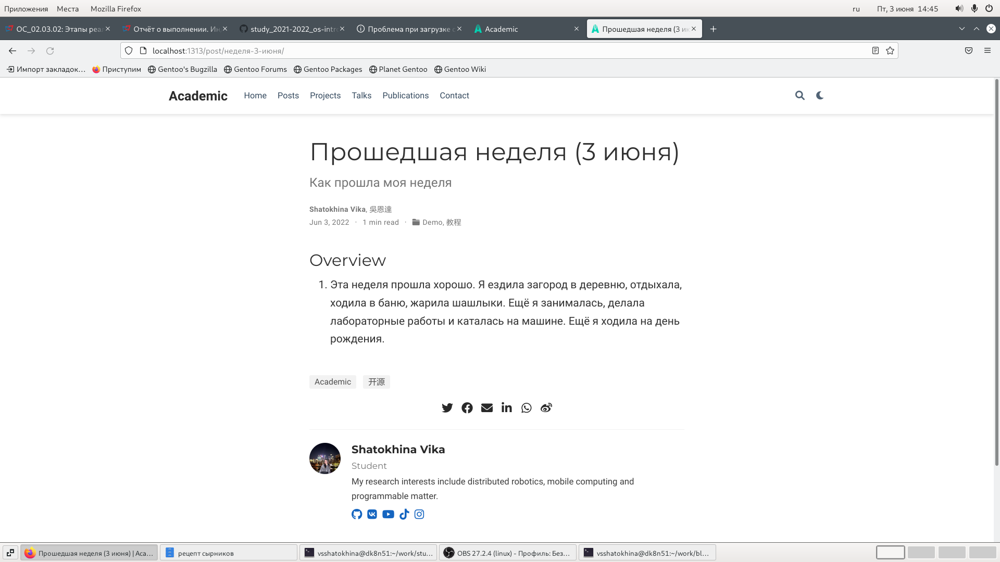 Приложения Места Mozilla Firefox ru Пт, 3 июня 14:45
ОС_02.03.02: Этапы реа Отчёт о выполнении. Ин study_2021-2022_os-intr Проблема при загрузке с Academic Прошедшая неделя (3 ию
localhost:1313/post/неделя-3-июня/
Импорт закладок... Приступим Gentoo's Bugzilla Gentoo Forums Gentoo Packages Planet Gentoo Gentoo Wiki
Academic Home Posts Projects Talks Publications Contact
Прошедшая неделя (3 июня)
Как прошла моя неделя
Shatokhina Vika, 吳恩達
Jun 3, 2022 · 1 min read · Demo, 教程
Overview
1. Эта неделя прошла хорошо. Я ездила загород в деревню, отдыхала,
ходила в баню, жарила шашлыки. Ещё я занималась, делала
лабораторные работы и каталась на машине. Ещё я ходила на день
рождения.
Academic 开源
Shatokhina Vika
Student
My research interests include distributed robotics, mobile computing and
programmable matter.
Прошедшая неделя (3 июня) | Aca... рецепт сырников vsshatokhina@dk8n51:~/work/stu... OBS 27.2.4 (linux) - Профиль: Без... vsshatokhina@dk8n51:~/work/bl...